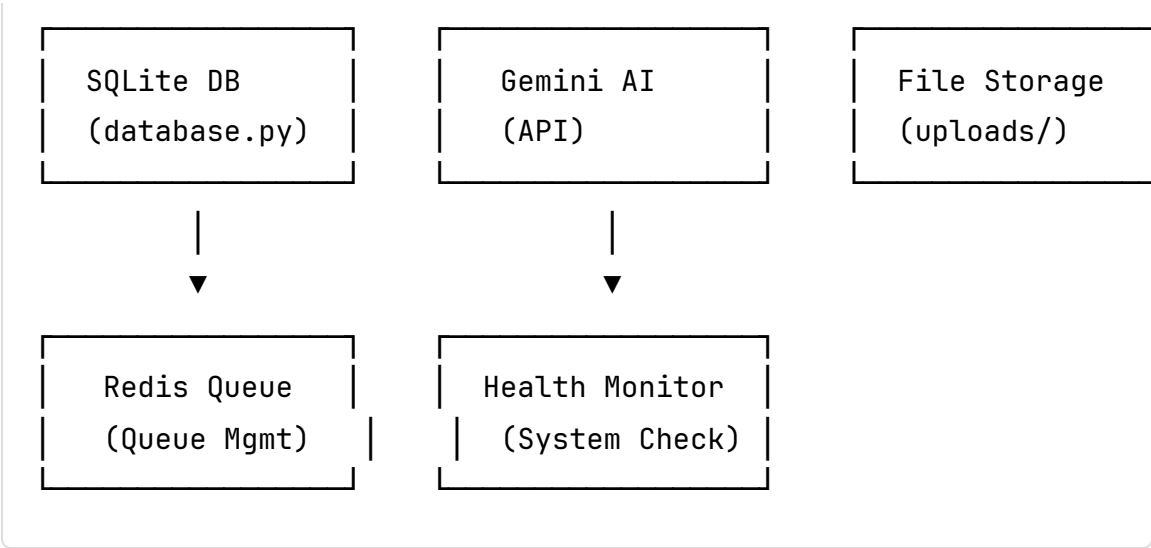 SQLite DB Gemini AI File Storage
(database.py) (API) (uploads/)
Redis Queue Health Monitor
(Queue Mgmt) (System Check)